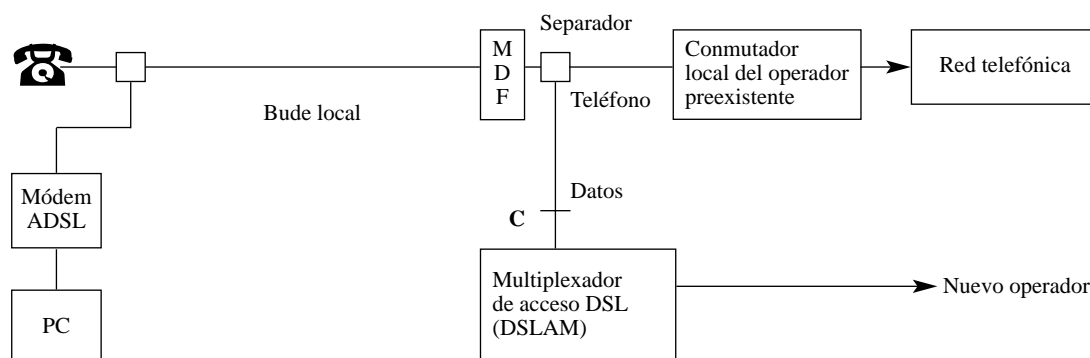 Separador
M
D
F
Conmutador
local del operador
preexistente
Red telefónica
Teléfono
Bude local
Módem
ADSL
Datos
C
Multiplexador
de acceso DSL
(DSLAM)
Nuevo operador
PC